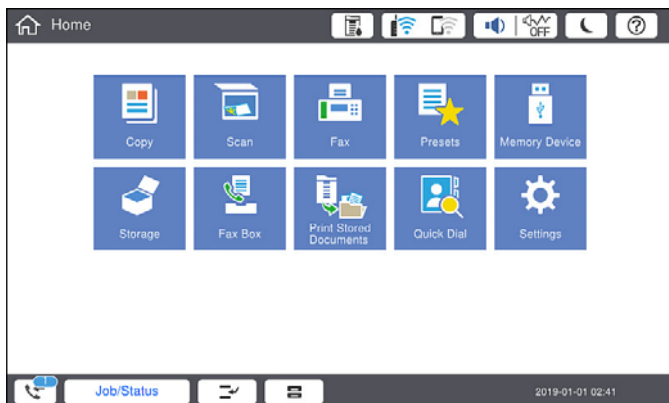 Home
OFF
Copy
Scan
Fax
Presets
Memory Device
Storage
Fax Box
Print Stored
Documents
Quick Dial
Settings
1
Job/Status
2019-01-01 02:41